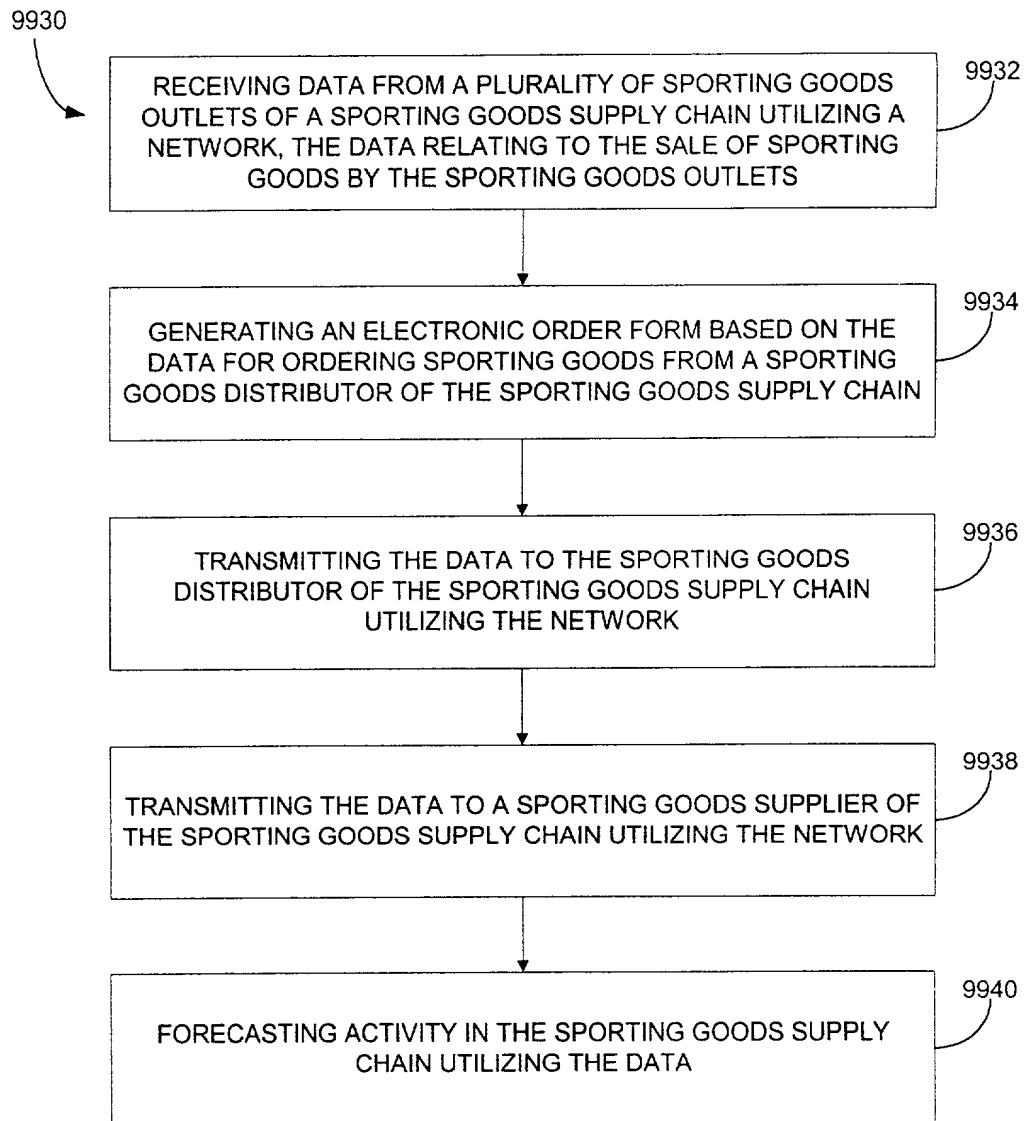 9930
9932
RECEIVING DATA FROM A PLURALITY OF SPORTING GOODS
OUTLETS OF A SPORTING GOODS SUPPLY CHAIN UTILIZING A
NETWORK, THE DATA RELATING TO THE SALE OF SPORTING
GOODS BY THE SPORTING GOODS OUTLETS
9934
GENERATING AN ELECTRONIC ORDER FORM BASED ON THE
DATA FOR ORDERING SPORTING GOODS FROM A SPORTING
GOODS DISTRIBUTOR OF THE SPORTING GOODS SUPPLY CHAIN
9936
TRANSMITTING THE DATA TO THE SPORTING GOODS
DISTRIBUTOR OF THE SPORTING GOODS SUPPLY CHAIN
UTILIZING THE NETWORK
9938
TRANSMITTING THE DATA TO A SPORTING GOODS SUPPLIER OF
THE SPORTING GOODS SUPPLY CHAIN UTILIZING THE NETWORK
9940
FORECASTING ACTIVITY IN THE SPORTING GOODS SUPPLY
CHAIN UTILIZING THE DATA